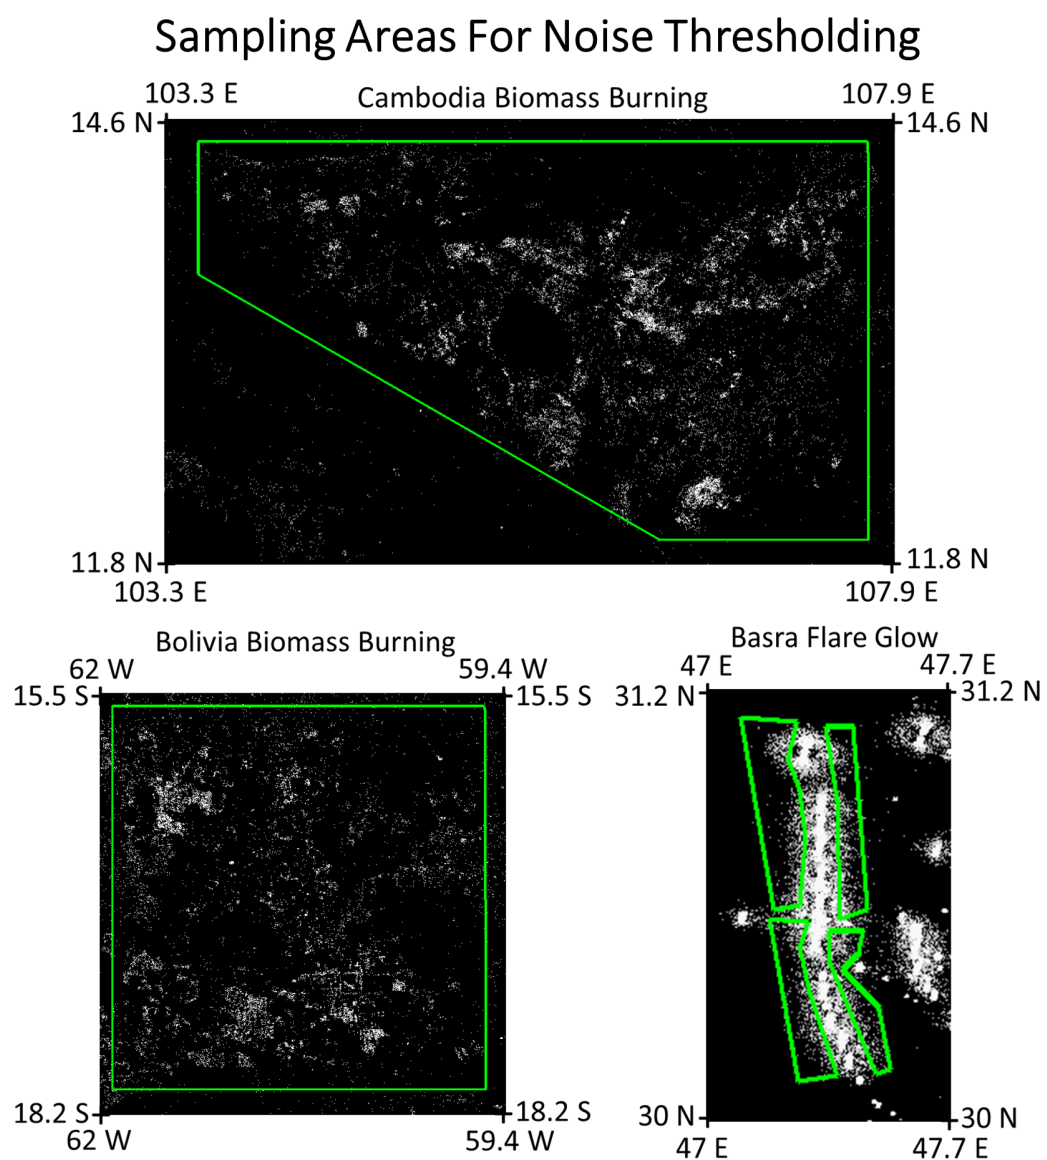 Sampling Areas For Noise Thresholding
103.3 E
Cambodia Biomass Burning
107.9 E
14.6 N
14.6 N
11.8 N
11.8 N
103.3 E
107.9 E
Bolivia Biomass Burning
62 W
59.4 W
15.5 S
15.5 S
18.2 S
18.2 S
62 W
59.4 W
Basra Flare Glow
47 E
47.7 E
31.2 N
31.2 N
30 N
30 N
47 E
47.7 E